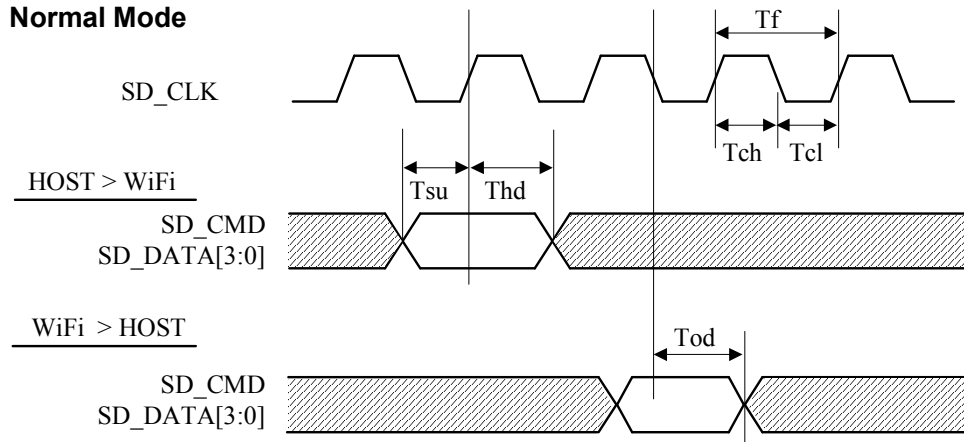 Normal Mode
Tf
SD_CLK
Tch Tcl
HOST > WiFi
Tsu Thd
SD_CMD
SD_DATA[3:0]
WiFi > HOST
Tod
SD_CMD
SD_DATA[3:0]